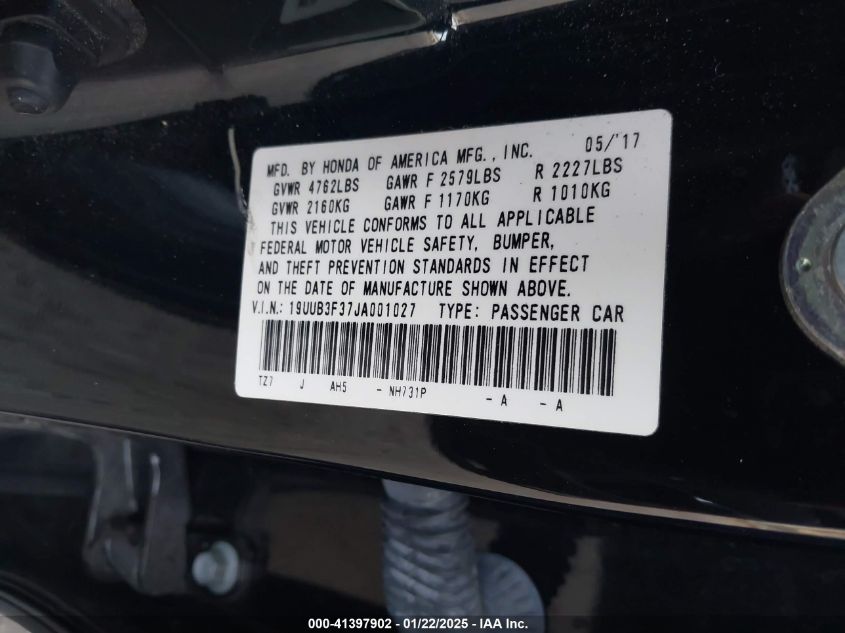 MFD. BY HONDA OF AMERICA MFG., INC. 05/'17
GVWR 4762LBS GAWR F 2579LBS R 2227LBS
GVWR 2160KG GAWR F 1170KG R 1010KG
THIS VEHICLE CONFORMS TO ALL APPLICABLE
FEDERAL MOTOR VEHICLE SAFETY, BUMPER,
AND THEFT PREVENTION STANDARDS IN EFFECT
ON THE DATE OF MANUFACTURE SHOWN ABOVE.
V.I.N.: 19UUB3F37JA001027 TYPE: PASSENGER CAR
TZ7 J AH5 - NH731P - A - A
000-41397902 - 01/22/2025 - IAA Inc.